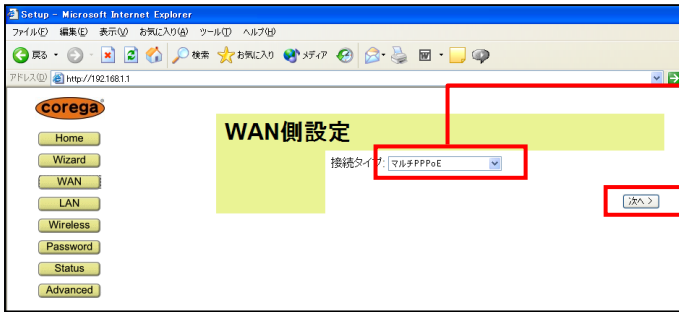 Setup - Microsoft Internet Explorer
ファイル(F) 編集(E) 表示(V) お気に入り(A) ツール(T) ヘルプ(H)
戻る 検索 お気に入り メディア
アドレス(D) http://192.168.1.1
corega
Home
Wizard
WAN
LAN
Wireless
Password
Status
Advanced
WAN側設定
接続タイプ: マルチPPPoE
次へ >